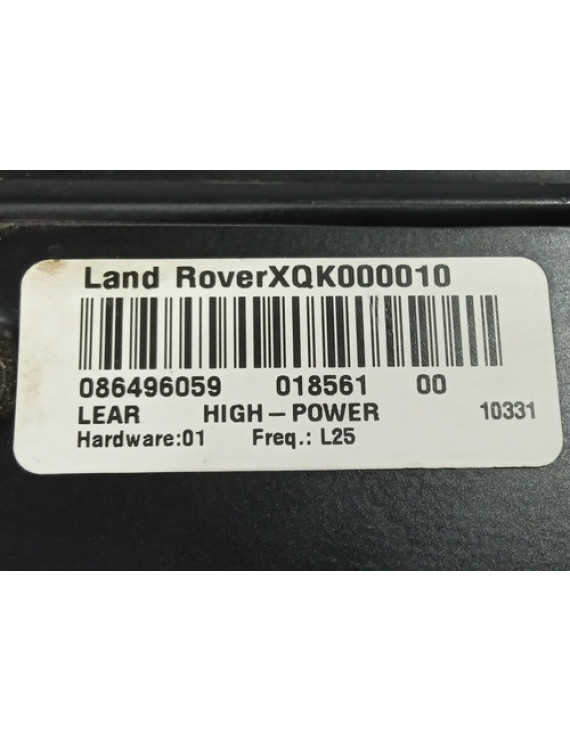 Land RoverXQK000010
086496059 018561 00
LEAR HIGH-POWER 10331
Hardware:01 Freq.: L25